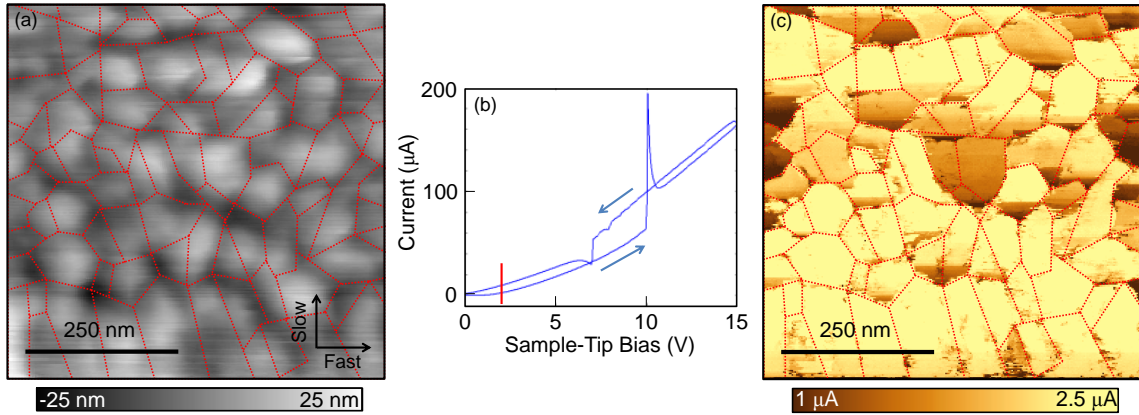 (a)
250 nm
Slow
Fast
-25 nm 25 nm
(b)
200
100
0
Current (μA)
0 5 10 15
Sample-Tip Bias (V)
(c)
250 nm
1 μA 2.5 μA